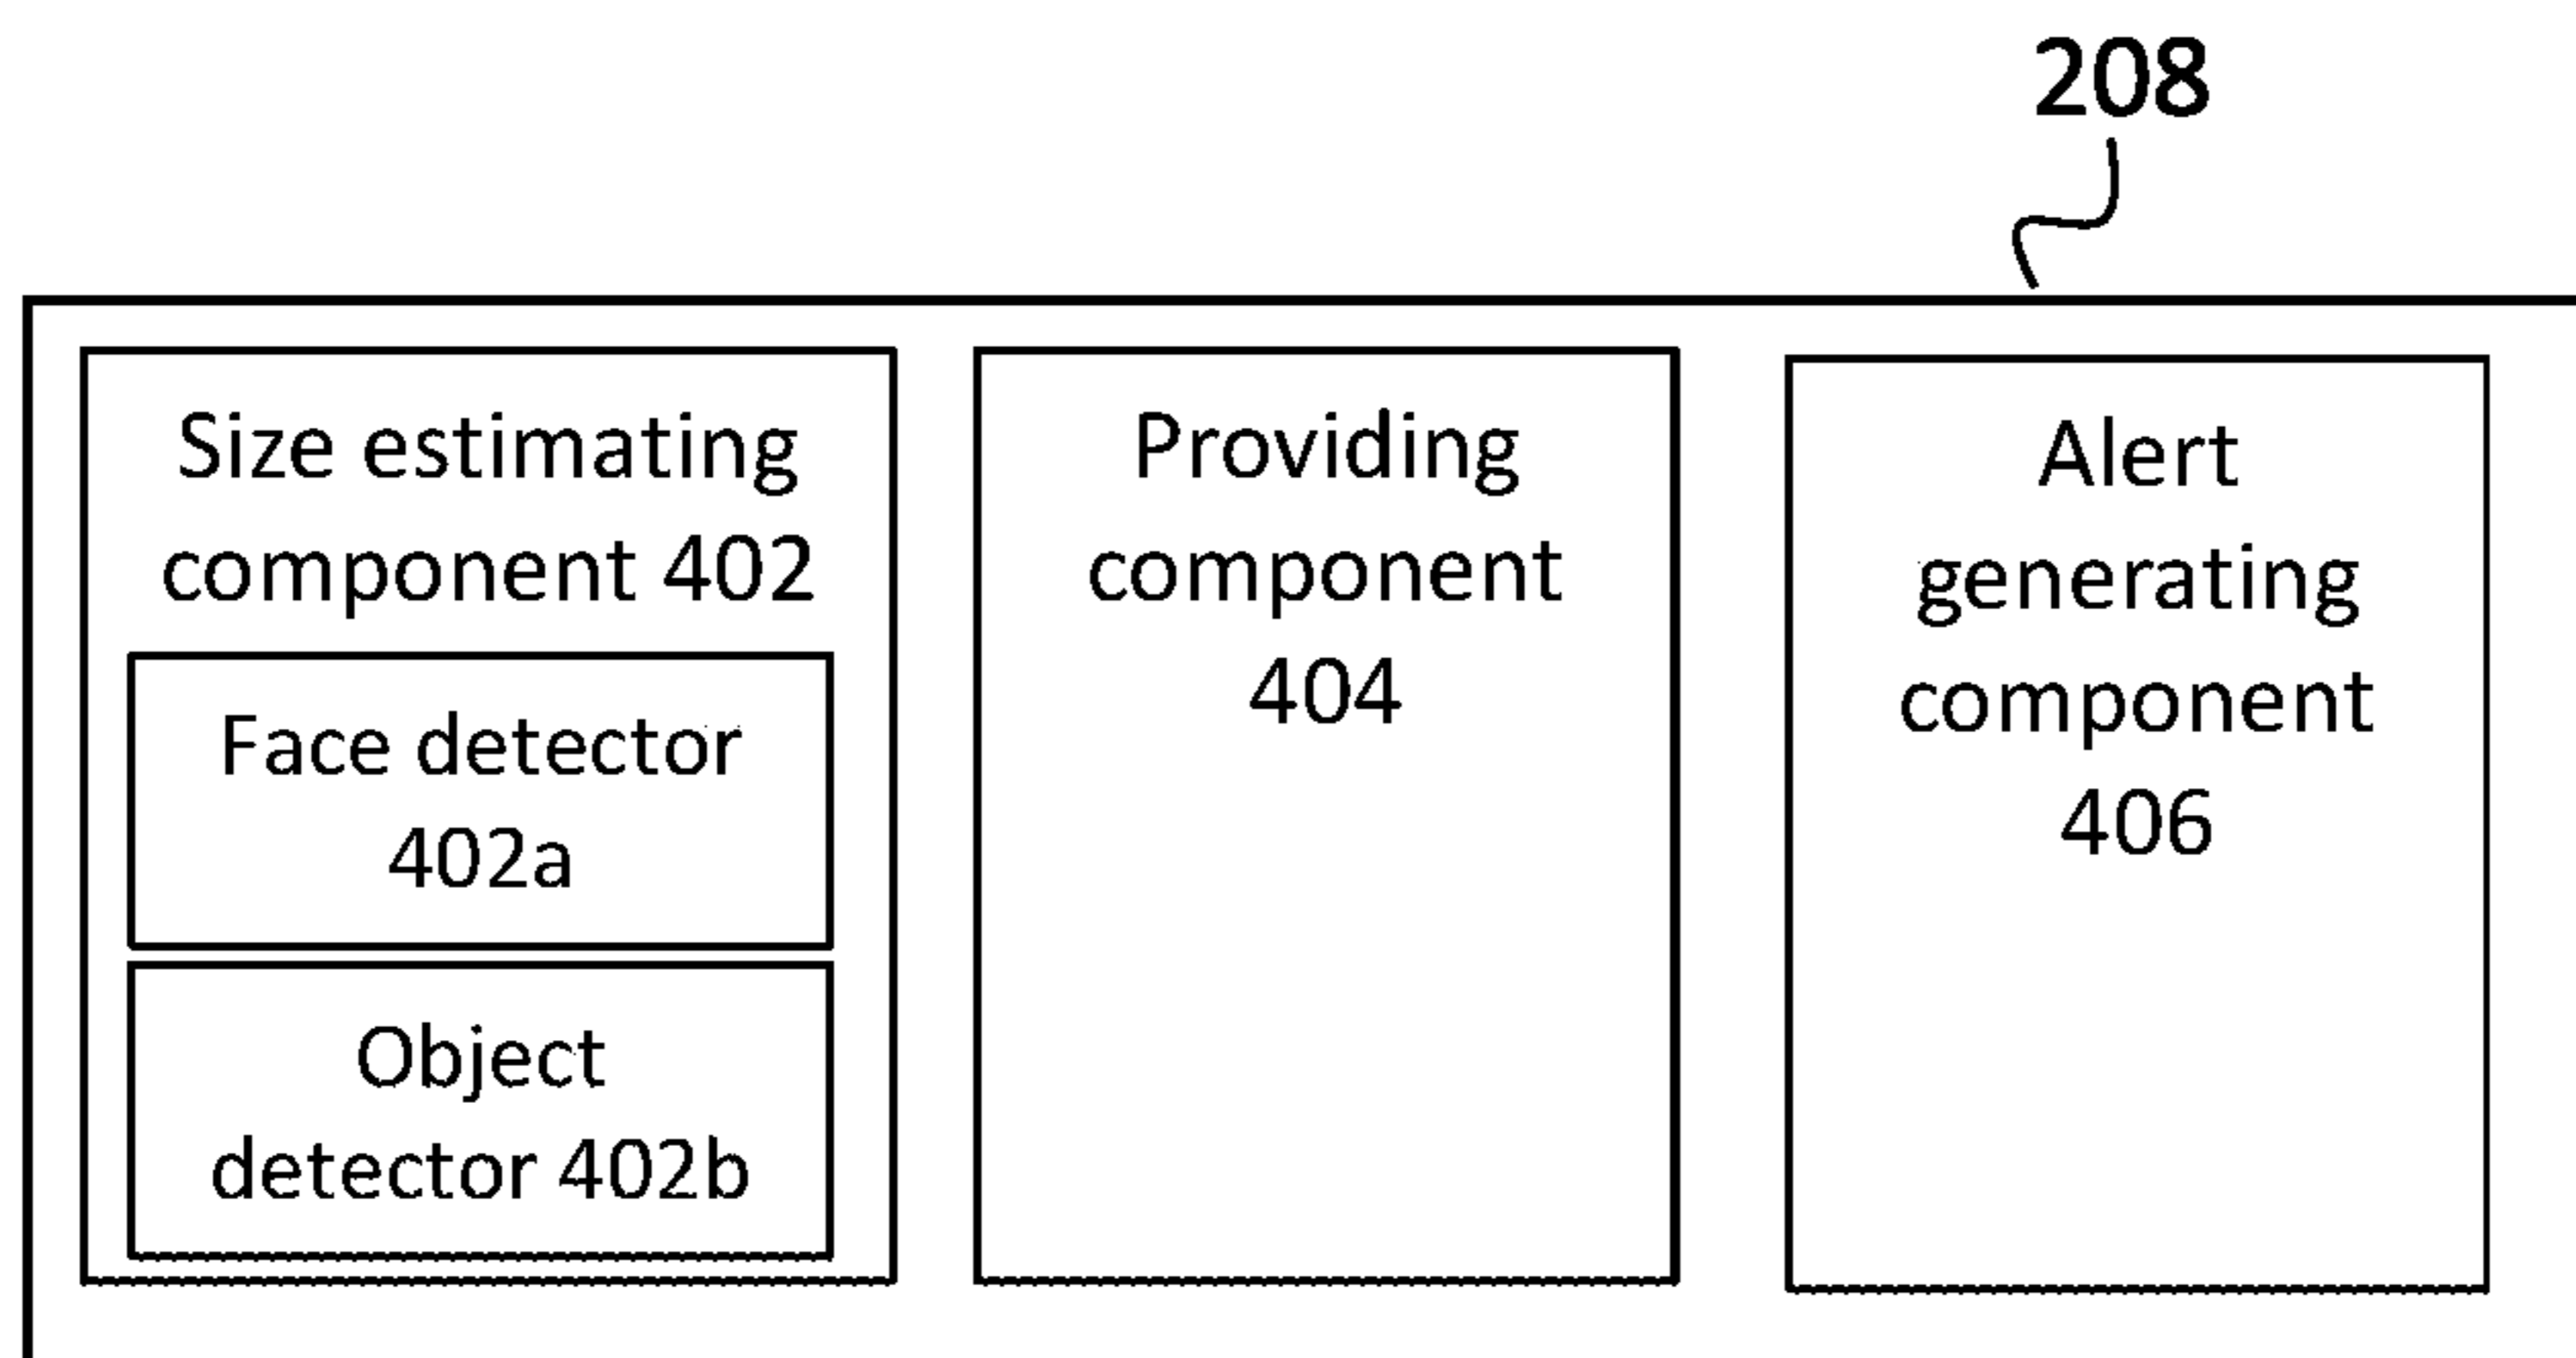 208
Size estimating
component 402
Face detector
402a
Object
detector 402b
Providing
component
404
Alert
generating
component
406